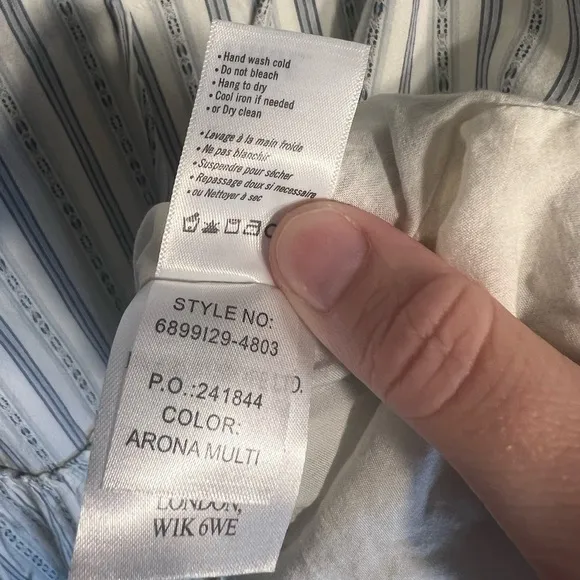 • Hand wash cold
• Do not bleach
• Hang to dry
• Cool iron if needed
• or Dry clean
• Lavage à la main froide
• Ne pas blanchir
• Suspendre pour sécher
• Repassage doux si necessaire
• ou Nettoyer à sec
STYLE NO:
6899I29-4803
P.O.:241844
COLOR:
ARONA MULTI
LONDON,
W1K 6WE